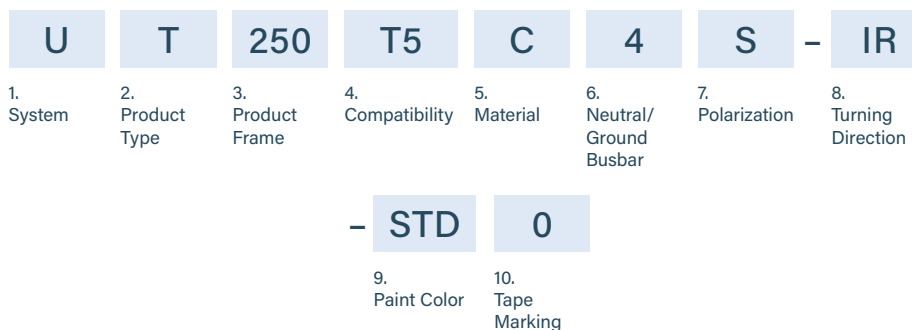 U T 250 T5 C 4 S – IR
1. 2. 3. 4. 5. 6. 7. 8.
System Product Product Compatibility Material Neutral/ Polarization Turning
Type Frame Ground Direction
Busbar
– STD 0
9. 10.
Paint Color Tape
Marking